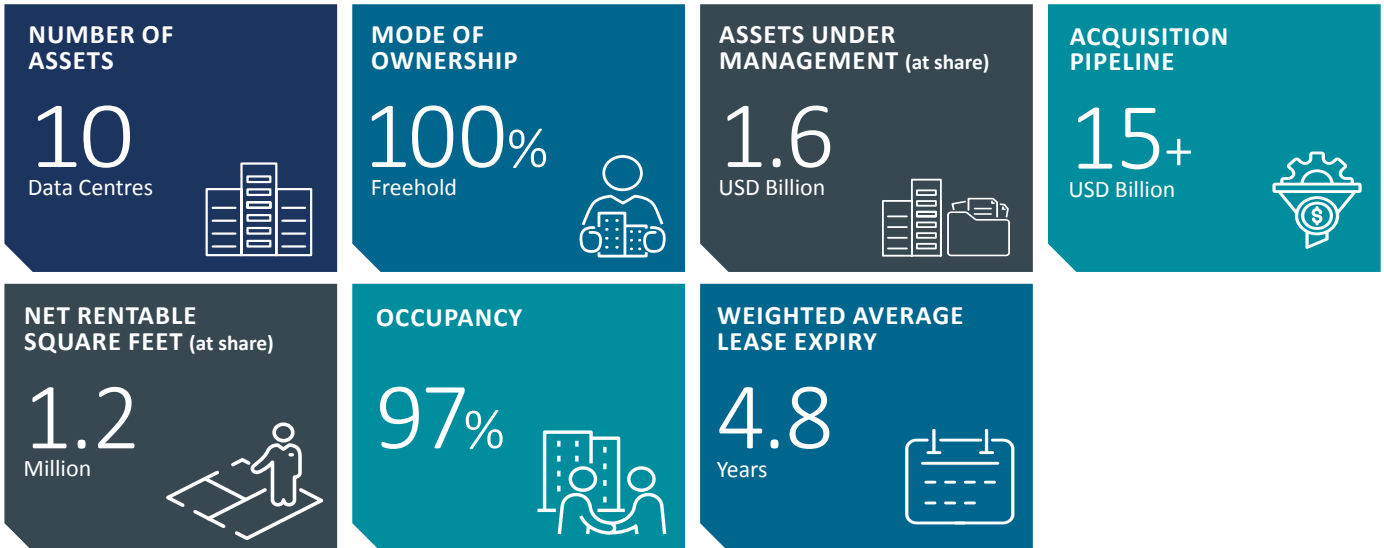 NUMBER OF
ASSETS
10
Data Centres
MODE OF
OWNERSHIP
100%
Freehold
ASSETS UNDER
MANAGEMENT (at share)
1.6
USD Billion
ACQUISITION
PIPELINE
15+
USD Billion
$
NET RENTABLE
SQUARE FEET (at share)
1.2
Million
OCCUPANCY
97%
WEIGHTED AVERAGE
LEASE EXPIRY
4.8
Years